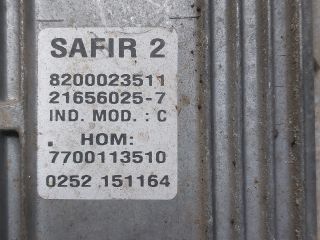 SAFIR 2
8200023511
21656025-7
IND. MOD. : C
HOM:
7700113510
0252 151164